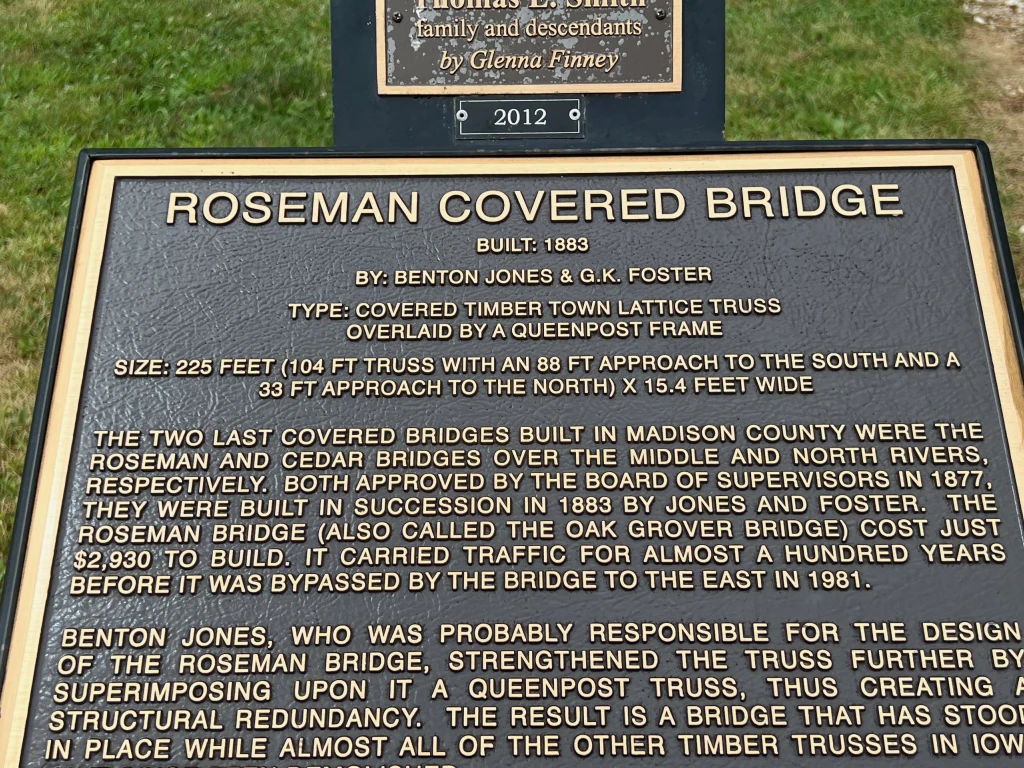 Thomas E. Smith
family and descendants
by Glenna Finney
2012
ROSEMAN COVERED BRIDGE
BUILT: 1883
BY: BENTON JONES & G.K. FOSTER
TYPE: COVERED TIMBER TOWN LATTICE TRUSS
OVERLAID BY A QUEENPOST FRAME
SIZE: 225 FEET (104 FT TRUSS WITH AN 88 FT APPROACH TO THE SOUTH AND A
33 FT APPROACH TO THE NORTH) X 15.4 FEET WIDE
THE TWO LAST COVERED BRIDGES BUILT IN MADISON COUNTY WERE THE
ROSEMAN AND CEDAR BRIDGES OVER THE MIDDLE AND NORTH RIVERS,
RESPECTIVELY. BOTH APPROVED BY THE BOARD OF SUPERVISORS IN 1877,
THEY WERE BUILT IN SUCCESSION IN 1883 BY JONES AND FOSTER. THE
ROSEMAN BRIDGE (ALSO CALLED THE OAK GROVER BRIDGE) COST JUST
$2,930 TO BUILD. IT CARRIED TRAFFIC FOR ALMOST A HUNDRED YEARS
BEFORE IT WAS BYPASSED BY THE BRIDGE TO THE EAST IN 1981.
BENTON JONES, WHO WAS PROBABLY RESPONSIBLE FOR THE DESIGN
OF THE ROSEMAN BRIDGE, STRENGTHENED THE TRUSS FURTHER BY
SUPERIMPOSING UPON IT A QUEENPOST TRUSS, THUS CREATING A
STRUCTURAL REDUNDANCY. THE RESULT IS A BRIDGE THAT HAS STOOD
IN PLACE WHILE ALMOST ALL OF THE OTHER TIMBER TRUSSES IN IOW